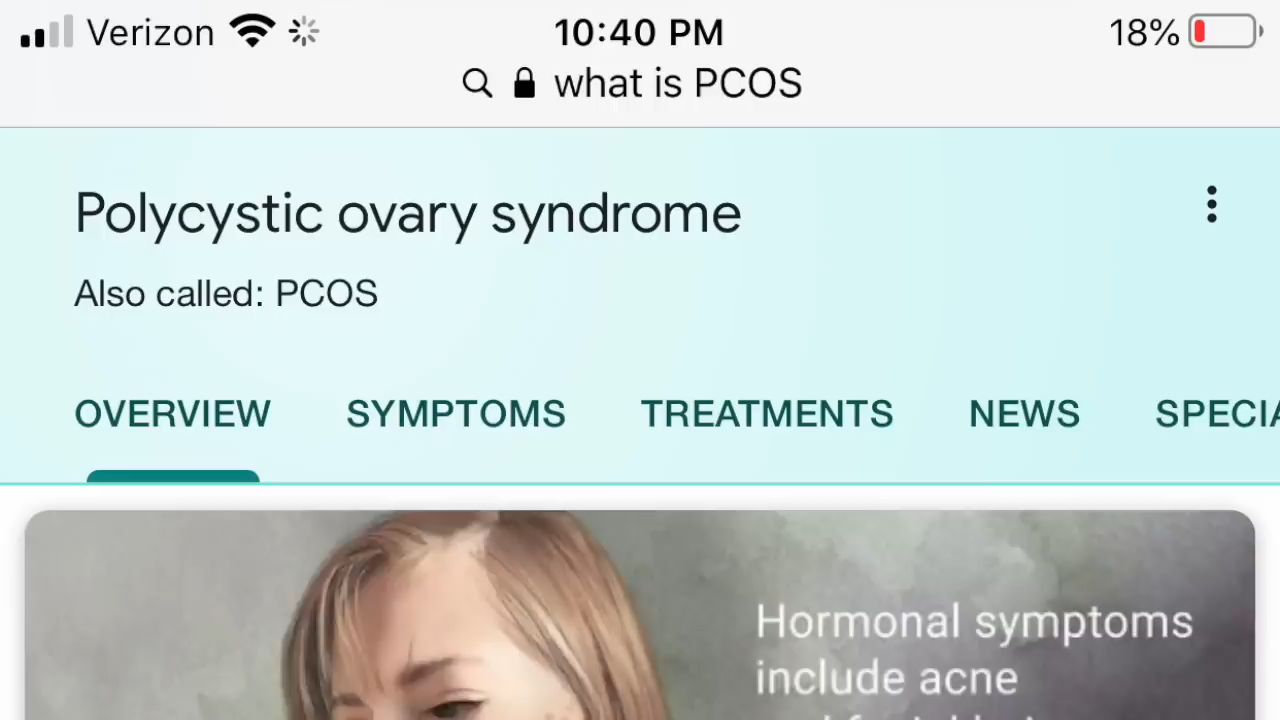 Verizon 10:40 PM 18%
what is PCOS
Polycystic ovary syndrome
Also called: PCOS
OVERVIEW SYMPTOMS TREATMENTS NEWS
Hormonal symptoms
include acne